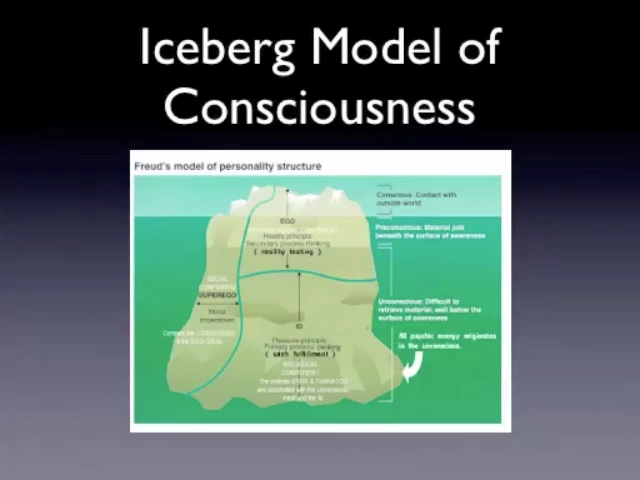 Iceberg Model of
Consciousness
Freud's model of personality structure
Conscious: Contact with
outside world
EGO
Preconscious: Material just
beneath the surface of awareness
Reality principle
Secondary process thinking
( reality testing )
SOCIAL
COMPONENT
SUPEREGO
Moral
imperatives
Unconscious: Difficult to
retrieve material; well below the
surface of awareness
ID
All psychic energy originates
in the unconscious.
Pleasure principle
Primary process thinking
( wish fulfillment )
COMPONENT